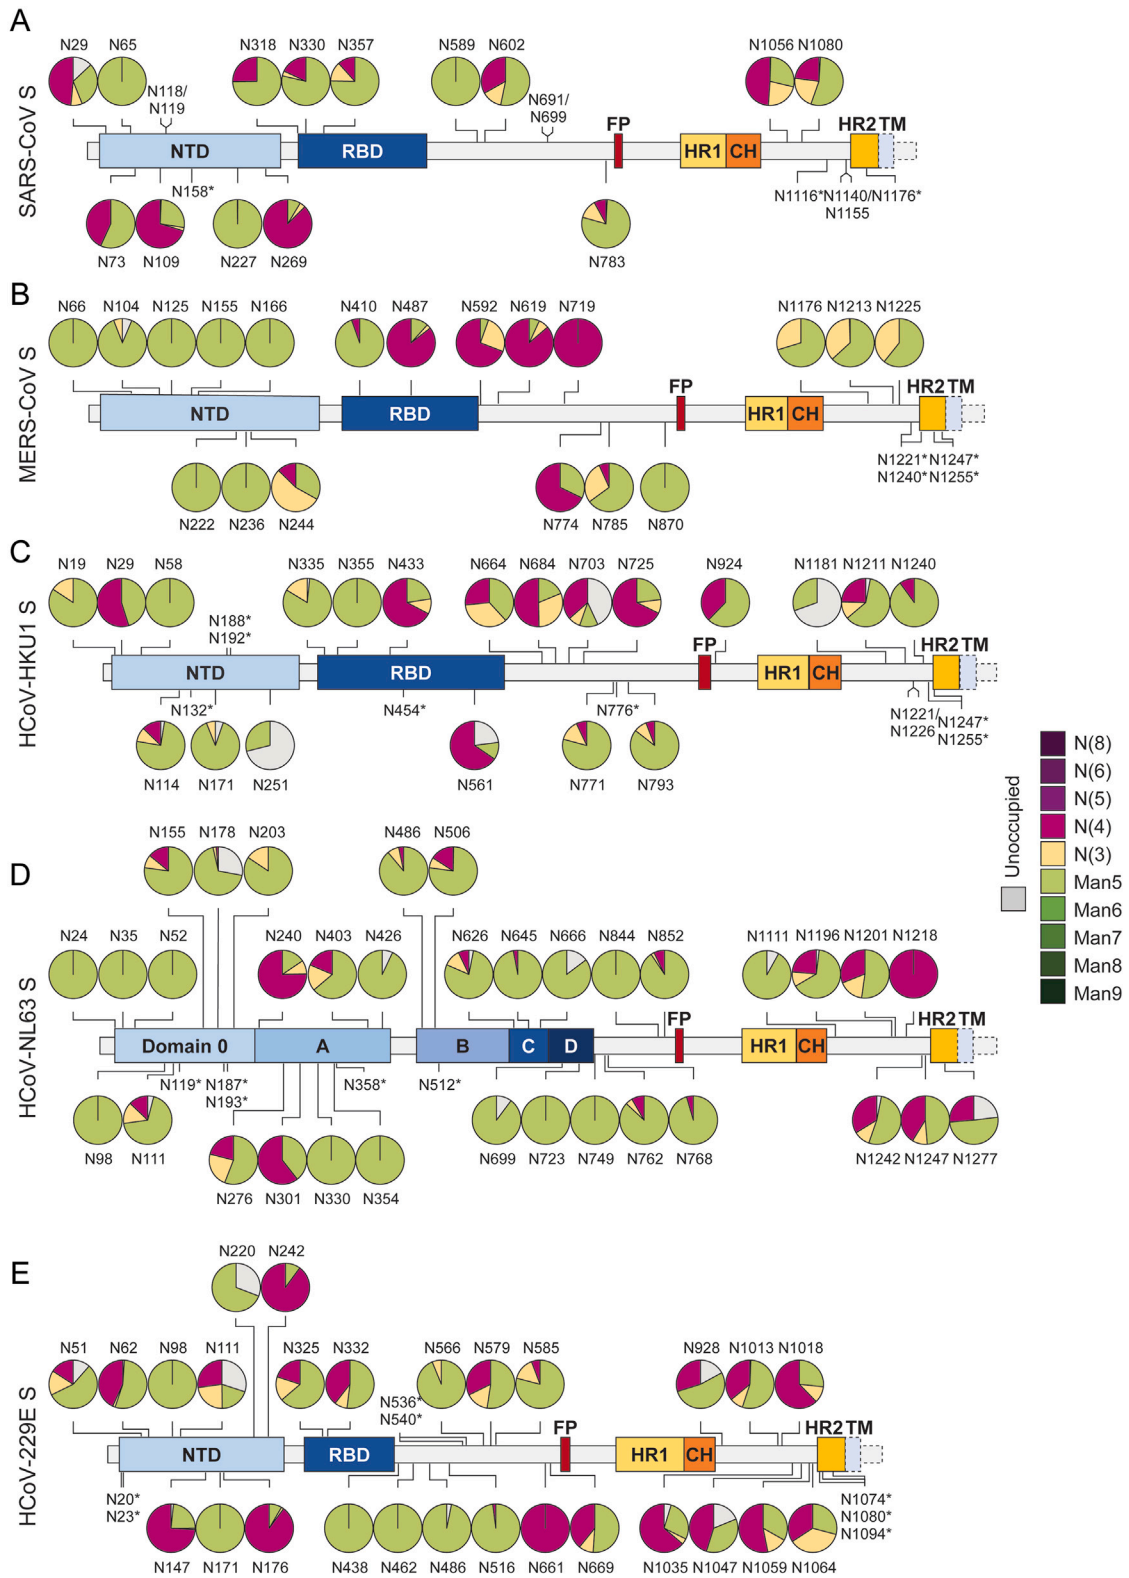 A
SARS-CoV S
N29 N65 N318 N330 N357 N589 N602 N1056 N1080
N118/
N119
N691/
N699
FP HR2 TM
NTD RBD HR1 CH
N158* N1116* N1140/N1176*
N1155
N73 N109 N227 N269 N783
B
MERS-CoV S
N66 N104 N125 N155 N166 N410 N487 N592 N619 N719 N1176 N1213 N1225
FP HR2 TM
NTD RBD HR1 CH
N1221* N1247*
N1240* N1255*
N222 N236 N244 N774 N785 N870
C
HCoV-HKU1 S
N19 N29 N58 N335 N355 N433 N664 N684 N703 N725 N924 N1181 N1211 N1240
N188*
N192*
FP HR2 TM
NTD RBD HR1 CH
N132* N454* N776* N1221/
N1226
N1247*
N1255*
N114 N171 N251 N561 N771 N793
Unoccupied
N(8)
N(6)
N(5)
N(4)
N(3)
Man5
Man6
Man7
Man8
Man9
D
HCoV-NL63 S
N155 N178 N203 N486 N506
N24 N35 N52 N240 N403 N426 N626 N645 N666 N844 N852 N1111 N1196 N1201 N1218
FP HR2 TM
Domain 0 A B C D HR1 CH
N119* N187* N358* N512*
N193*
N98 N111 N699 N723 N749 N762 N768 N1242 N1247 N1277
N276 N301 N330 N354
E
HCoV-229E S
N220 N242
N51 N62 N98 N111 N325 N332 N566 N579 N585 N928 N1013 N1018
N536*
N540*
FP HR2 TM
NTD RBD HR1 CH
N20*
N23*
N1074*
N1080*
N1094*
N147 N171 N176 N438 N462 N486 N516 N661 N669 N1035 N1047 N1059 N1064